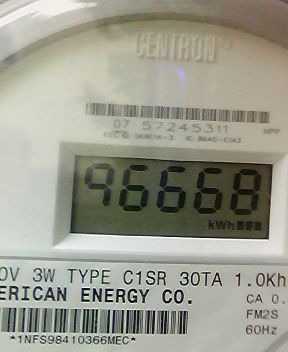 CENTRON
07 57245311
96668
kWh
0V 3W TYPE C1SR 30TA 1.0Kh
ERICAN ENERGY CO.
CA 0.
FM2S
60Hz
*1NFS98410366MEC*